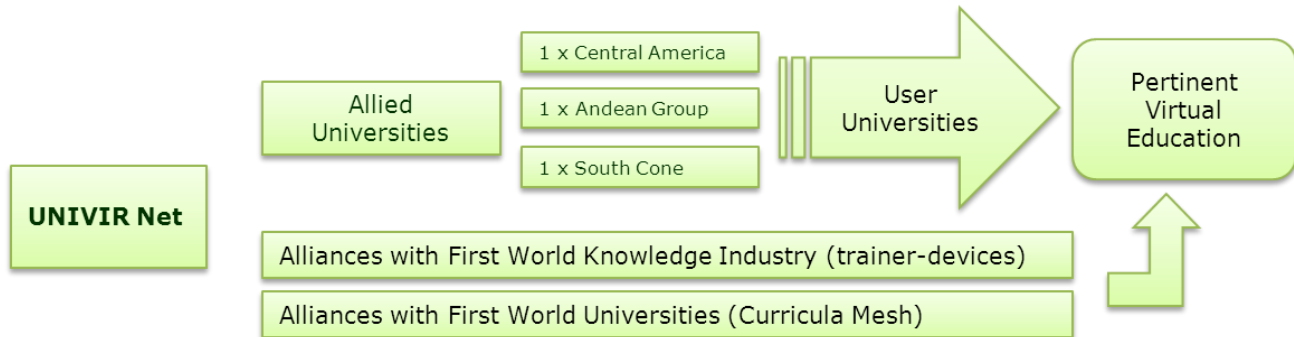 UNIVIR Net
Allied
Universities
1 x Central America
1 x Andean Group
1 x South Cone
User
Universities
Pertinent
Virtual
Education
Alliances with First World Knowledge Industry (trainer-devices)
Alliances with First World Universities (Curricula Mesh)